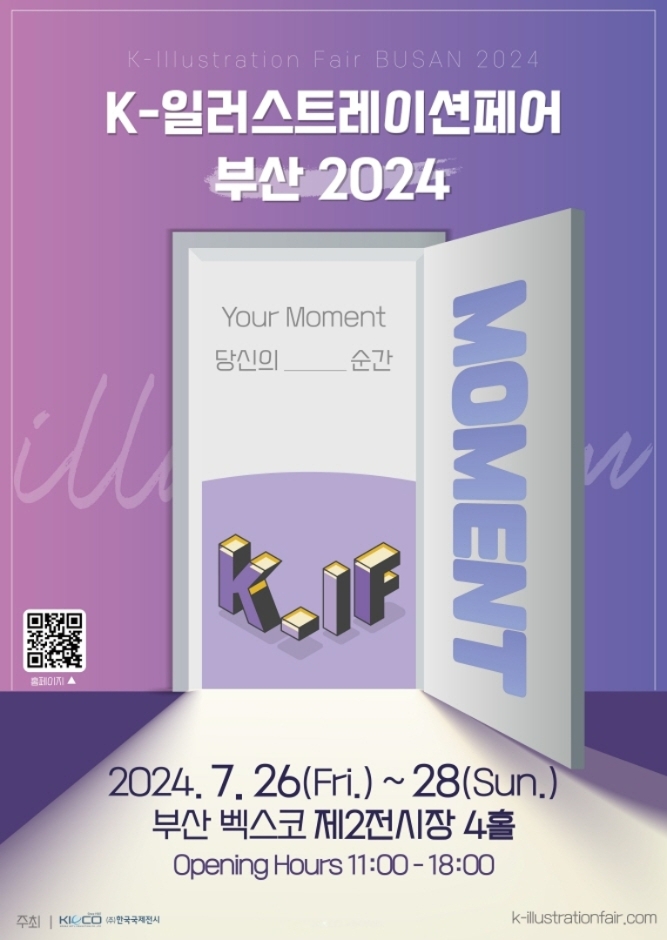 K-Illustration Fair BUSAN 2024
K-일러스트레이션페어
부산 2024
Your Moment
당신의 ______ 순간
MOMENT
ill n
K_IF
홈페이지 ▲
2024. 7. 26(Fri.) ~ 28(Sun.)
부산 벡스코 제2전시장 4홀
Opening Hours 11:00 - 18:00
주최 | KIECO (주)한국국제전시
k-illustrationfair.com